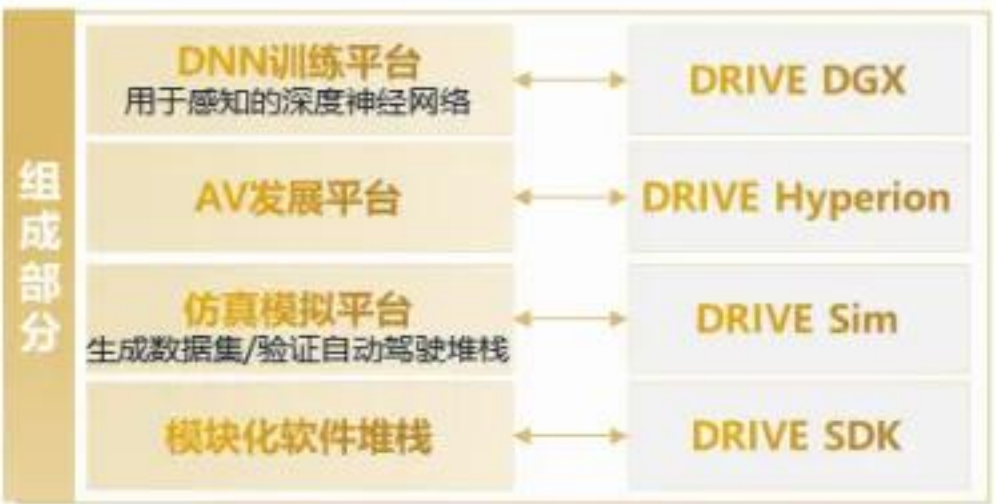 组成部分
DNN训练平台
用于感知的深度神经网络
DRIVE DGX
AV发展平台
DRIVE Hyperion
仿真模拟平台
生成数据集/验证自动驾驶堆栈
DRIVE Sim
模块化软件堆栈
DRIVE SDK